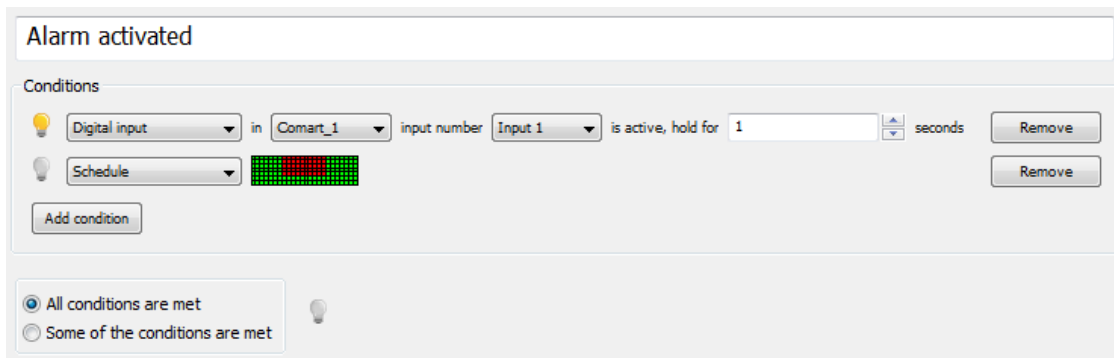 Alarm activated
Conditions
Digital input in Comart_1 input number Input 1 is active, hold for 1 seconds Remove
Schedule Remove
Add condition
All conditions are met
Some of the conditions are met